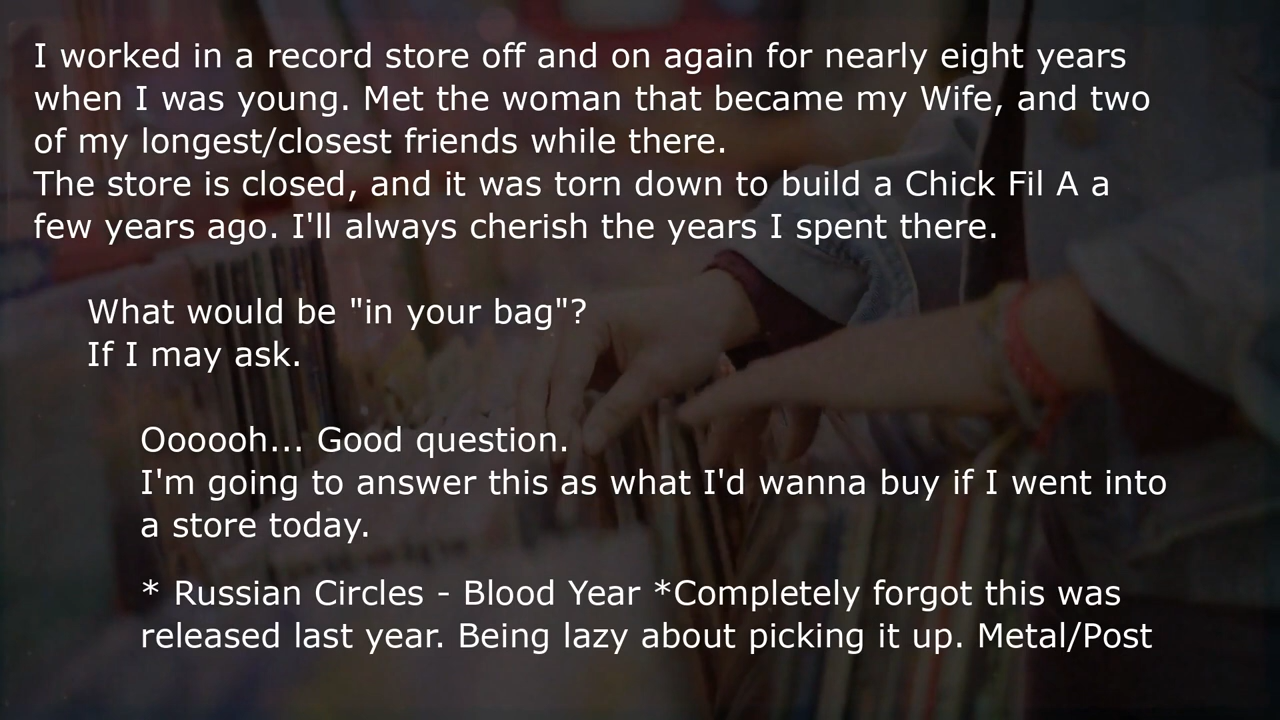 I worked in a record store off and on again for nearly eight years
when I was young. Met the woman that became my Wife, and two
of my longest/closest friends while there.
The store is closed, and it was torn down to build a Chick Fil A a
few years ago. I'll always cherish the years I spent there.
What would be "in your bag"?
If I may ask.
Oooooh... Good question.
I'm going to answer this as what I'd wanna buy if I went into
a store today.
* Russian Circles - Blood Year *Completely forgot this was
released last year. Being lazy about picking it up. Metal/Post